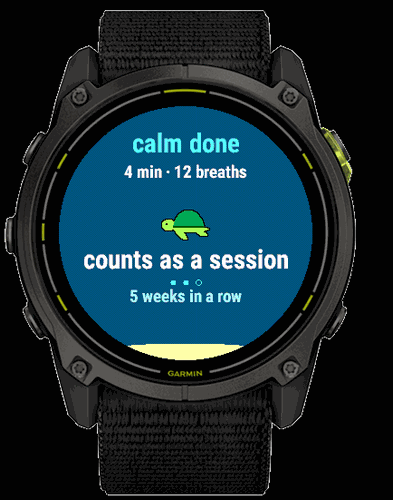 calm done
4 min · 12 breaths
counts as a session
5 weeks in a row
GARMIN